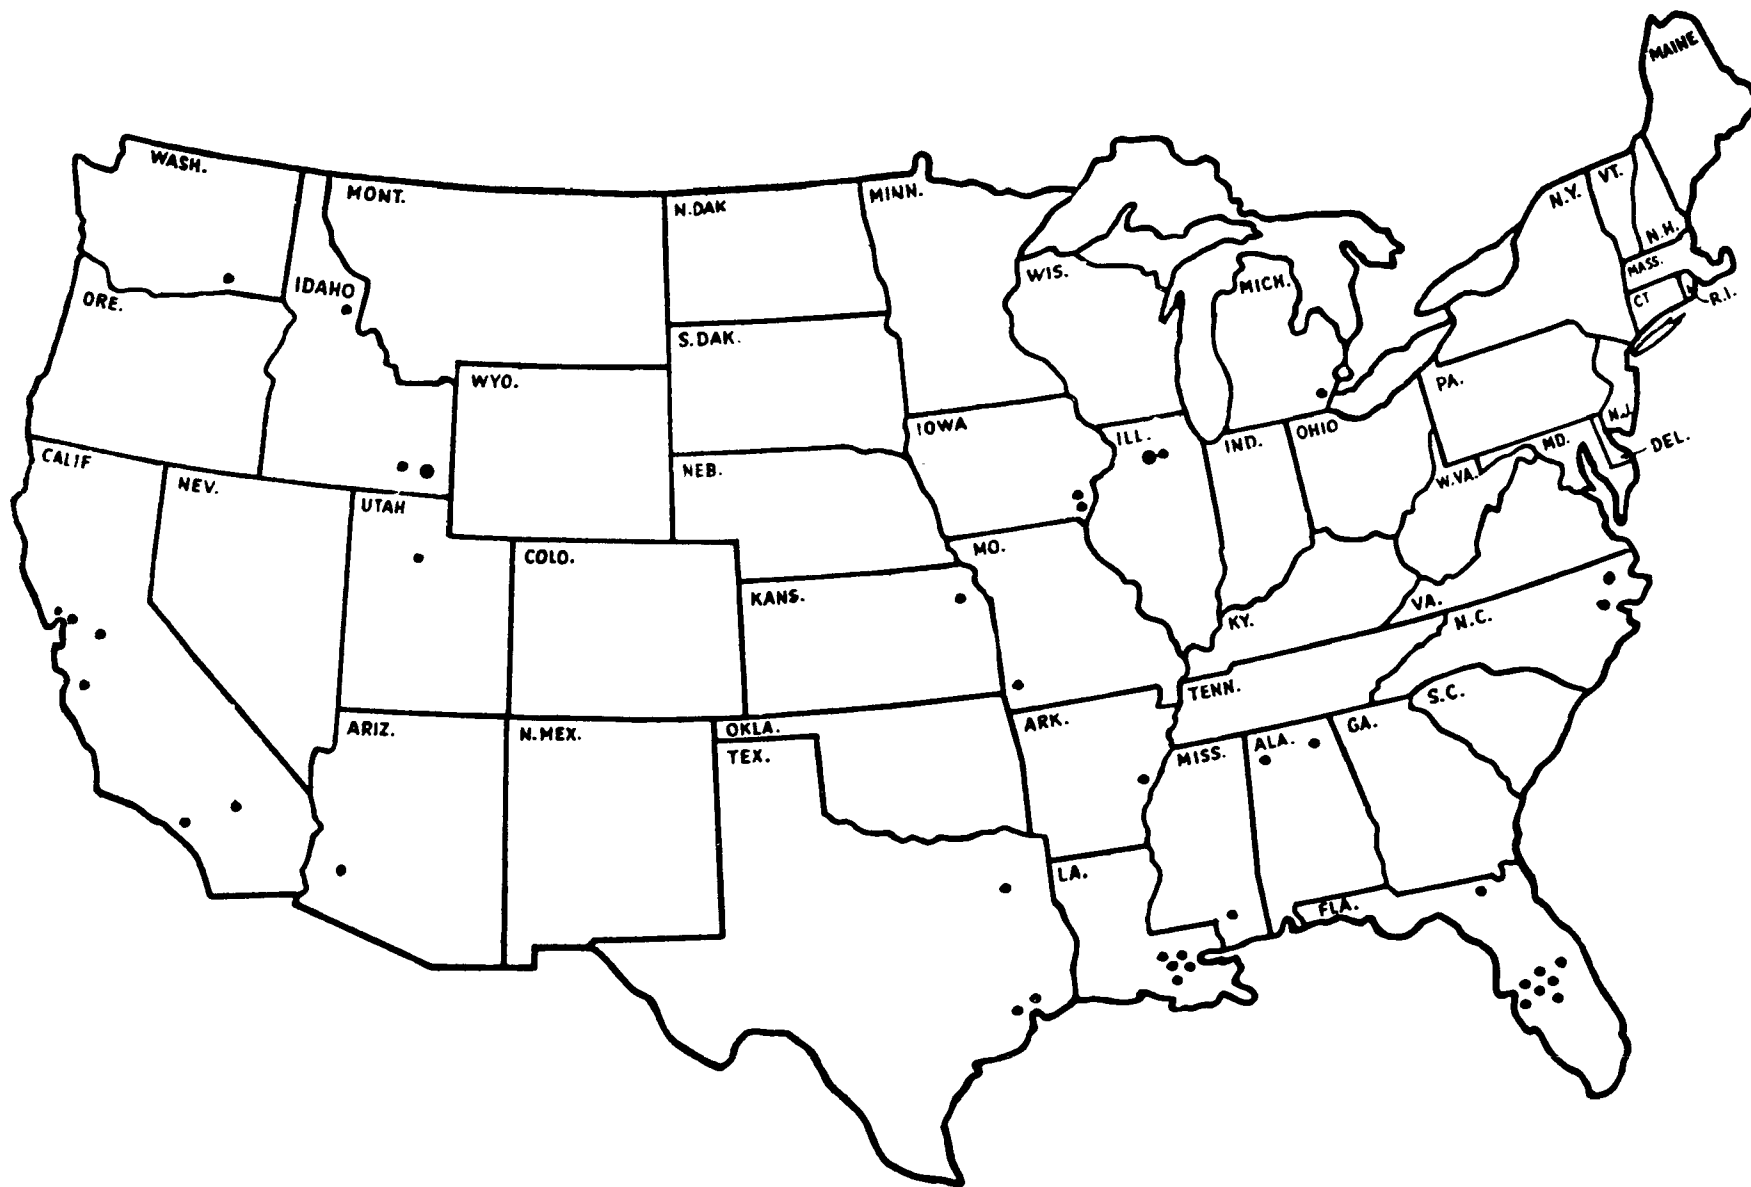 MAINE
WASH.
MONT.
N.DAK
MINN.
N.Y.
VT.
N.H.
MASS.
CT
R.I.
ORE.
IDAHO
WIS.
MICH.
S.DAK.
WYO.
PA.
N.J.
IOWA
ILL.
IND.
OHIO
MD.
DEL.
W.VA.
CALIF
NEV.
UTAH
NEB.
COLO.
MO.
KANS.
KY.
VA.
N.C.
TENN.
S.C.
ARIZ.
N.MEX.
OKLA.
TEX.
ARK.
MISS.
ALA.
GA.
LA.
FLA.